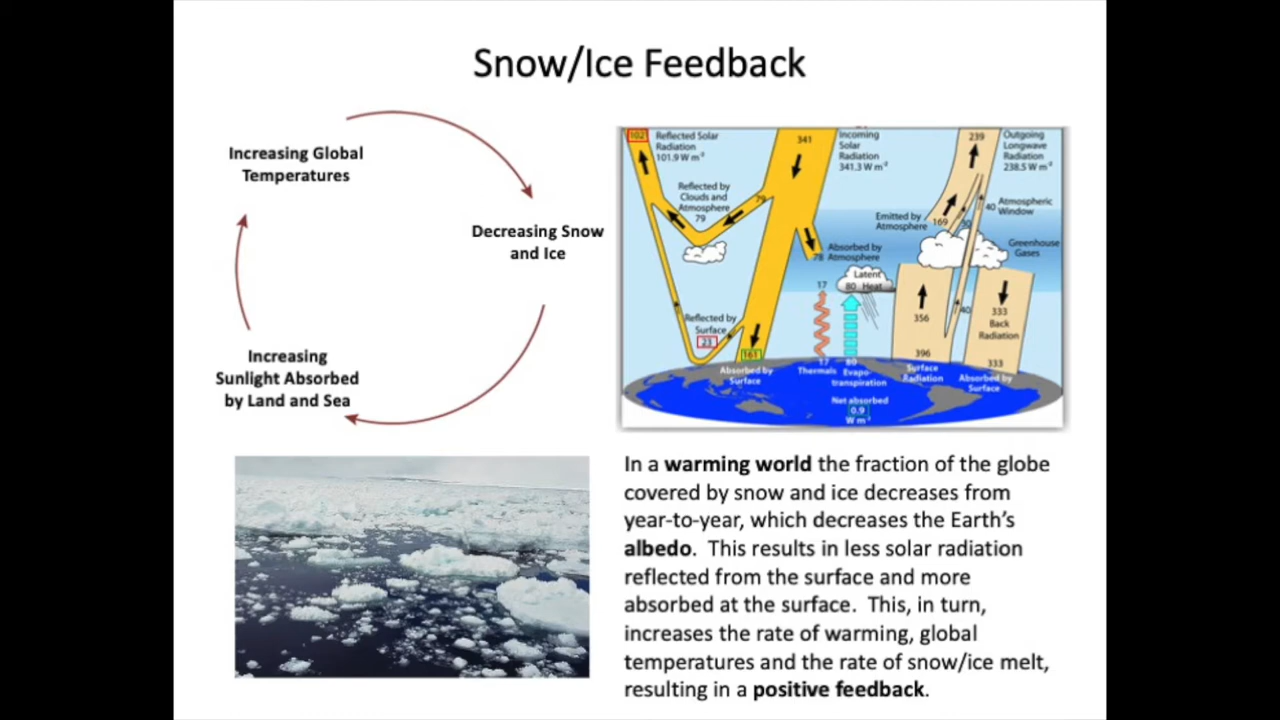 Snow/Ice Feedback
Increasing Global
Temperatures
Decreasing Snow
and Ice
Increasing
Sunlight Absorbed
by Land and Sea
102
Reflected Solar
Radiation
101.9 W m⁻²
341
Incoming
Solar
Radiation
341.3 W m⁻²
239
Outgoing
Longwave
Radiation
238.5 W m⁻²
Reflected by
Clouds and
Atmosphere
79
79
Emitted by
Atmosphere
169
30
40
Atmospheric
Window
Greenhouse
Gases
78
Absorbed by
Atmosphere
17
Latent
80 Heat
Reflected by
Surface
23
161
356
40
333
Back
Radiation
396
333
Absorbed by
Surface
17
Thermals
80
Evapo-
transpiration
Surface
Radiation
Absorbed by
Surface
Net absorbed
0.9
W m⁻²
In a warming world the fraction of the globe
covered by snow and ice decreases from
year-to-year, which decreases the Earth's
albedo. This results in less solar radiation
reflected from the surface and more
absorbed at the surface. This, in turn,
increases the rate of warming, global
temperatures and the rate of snow/ice melt,
resulting in a positive feedback.